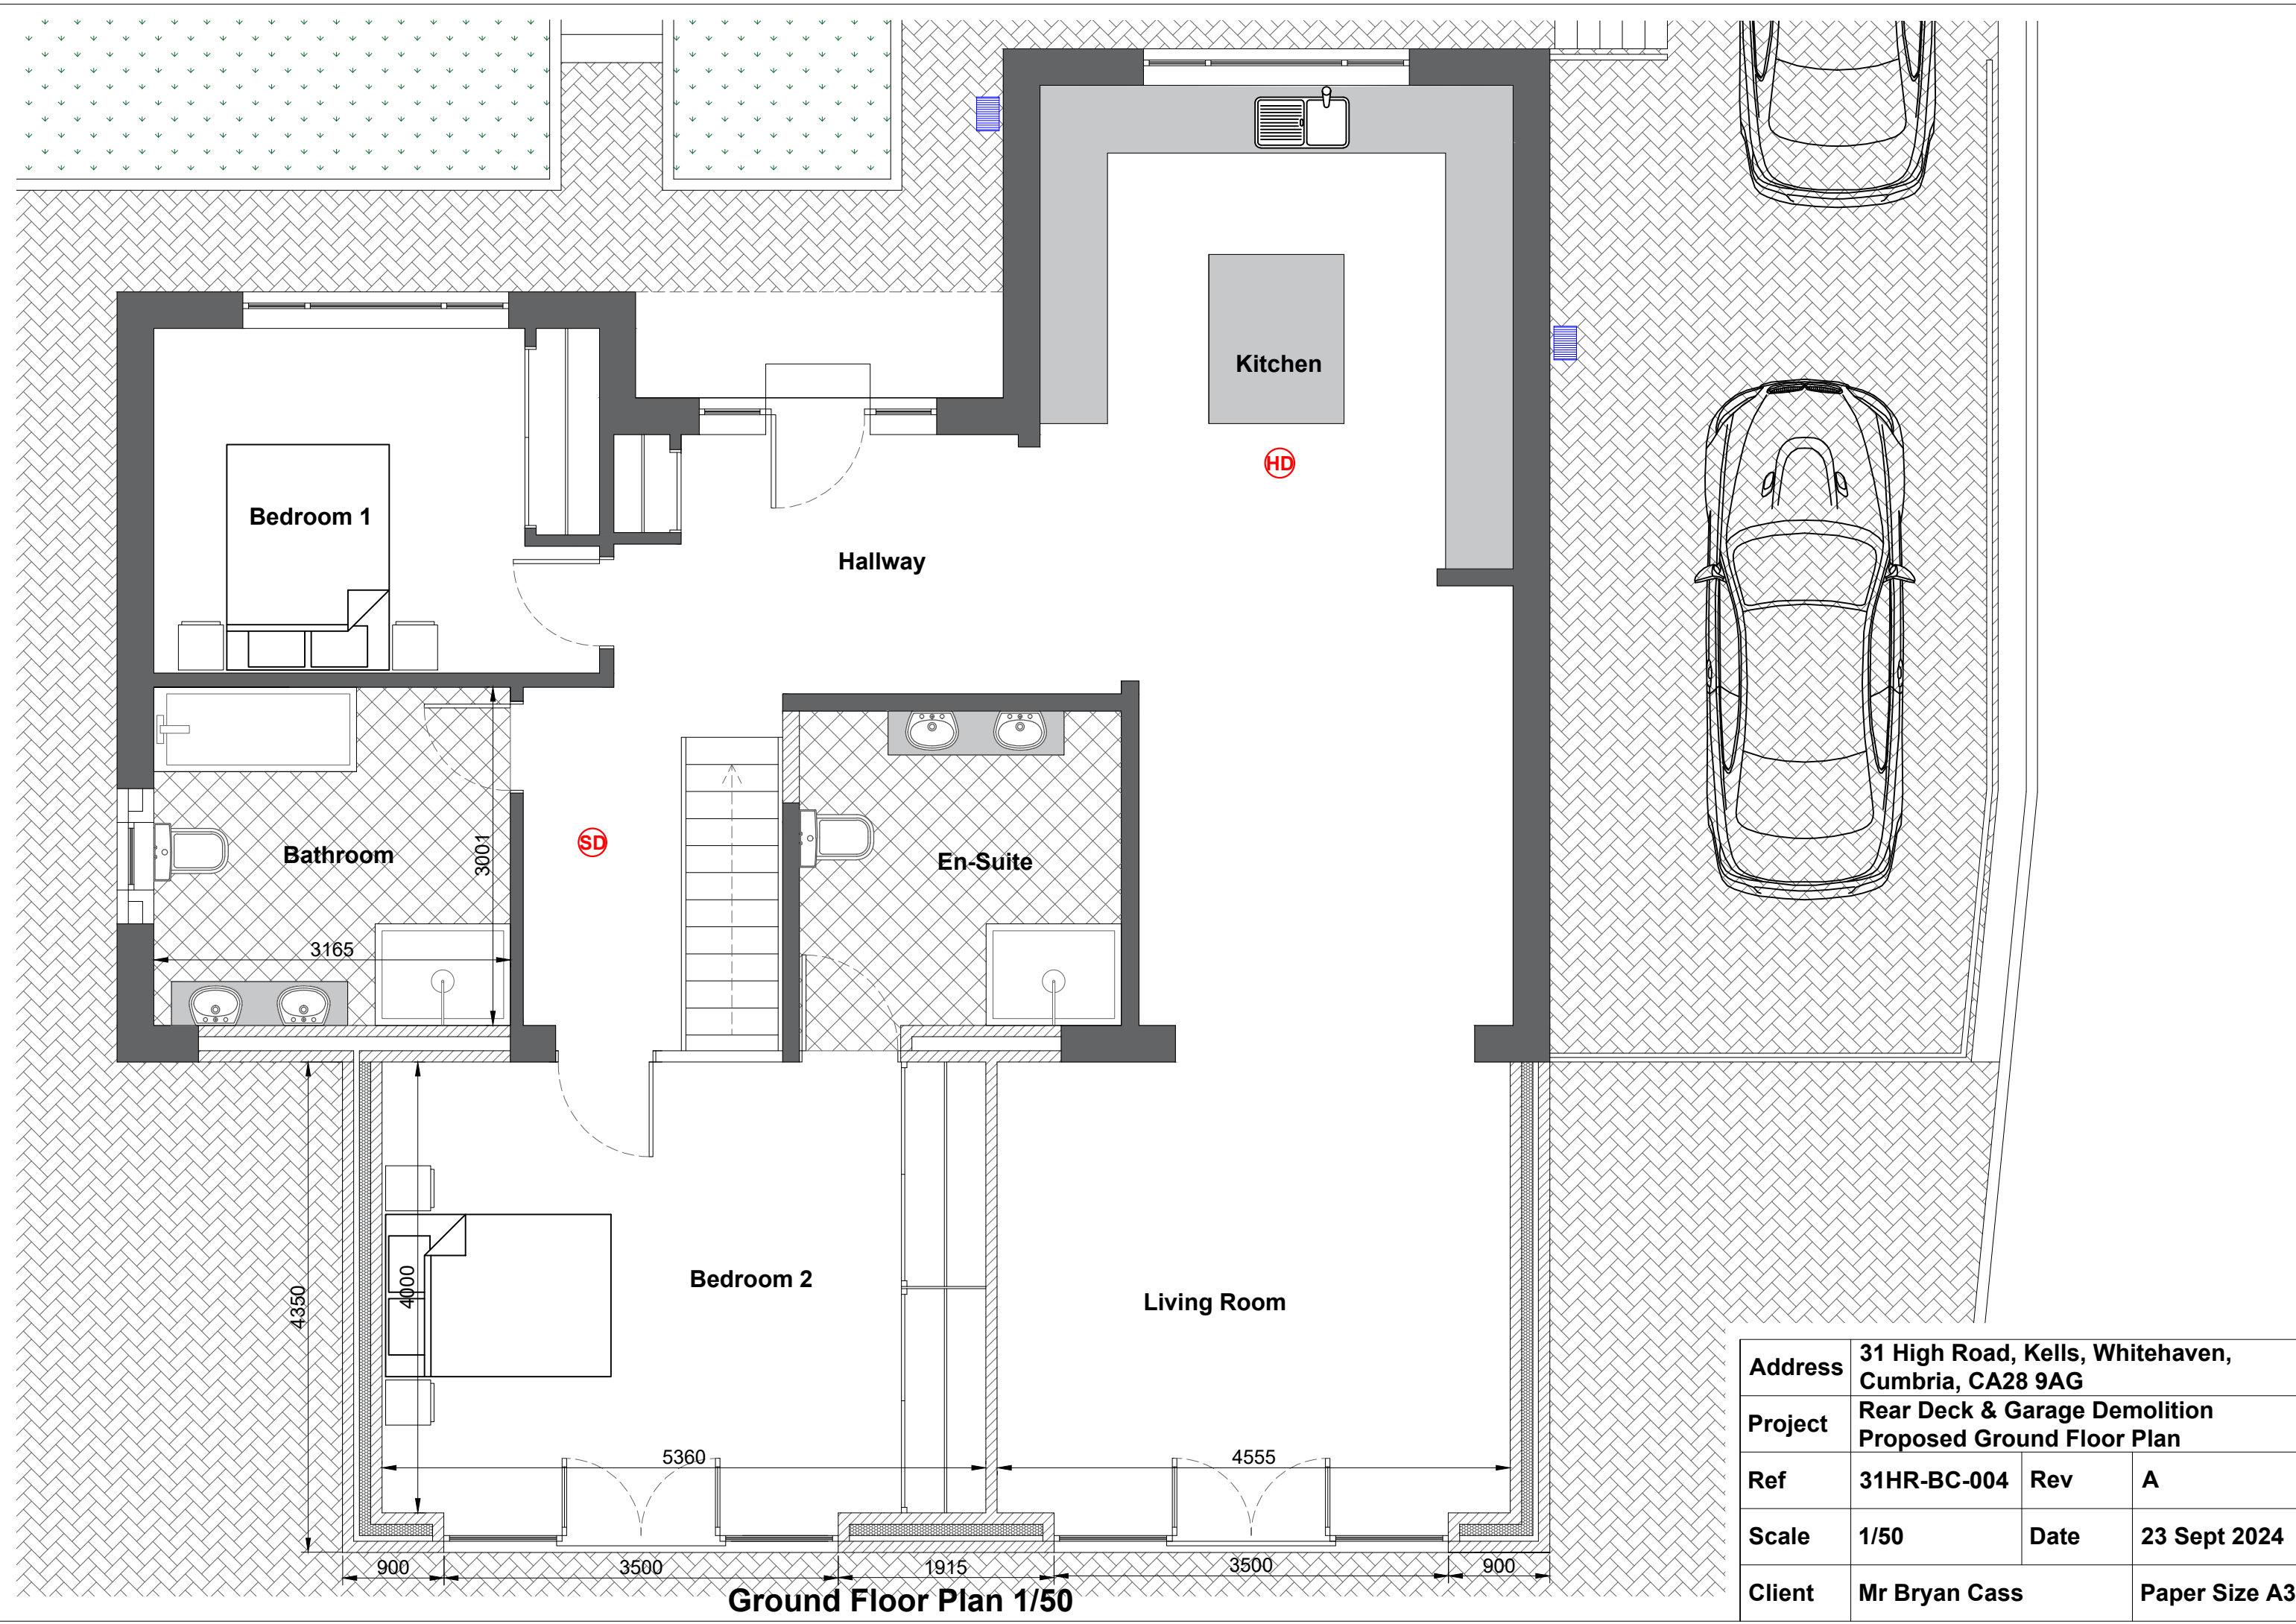 Kitchen
HD
Bedroom 1
Hallway
SD
Bathroom
3001
En-Suite
3165
4350
4000
Bedroom 2
Living Room
5360
4555
900
3500
1915
3500
900
Ground Floor Plan 1/50
Address 31 High Road, Kells, Whitehaven,
Cumbria, CA28 9AG
Project Rear Deck & Garage Demolition
Proposed Ground Floor Plan
Ref 31HR-BC-004 Rev A
Scale 1/50 Date 23 Sept 2024
Client Mr Bryan Cass Paper Size A3